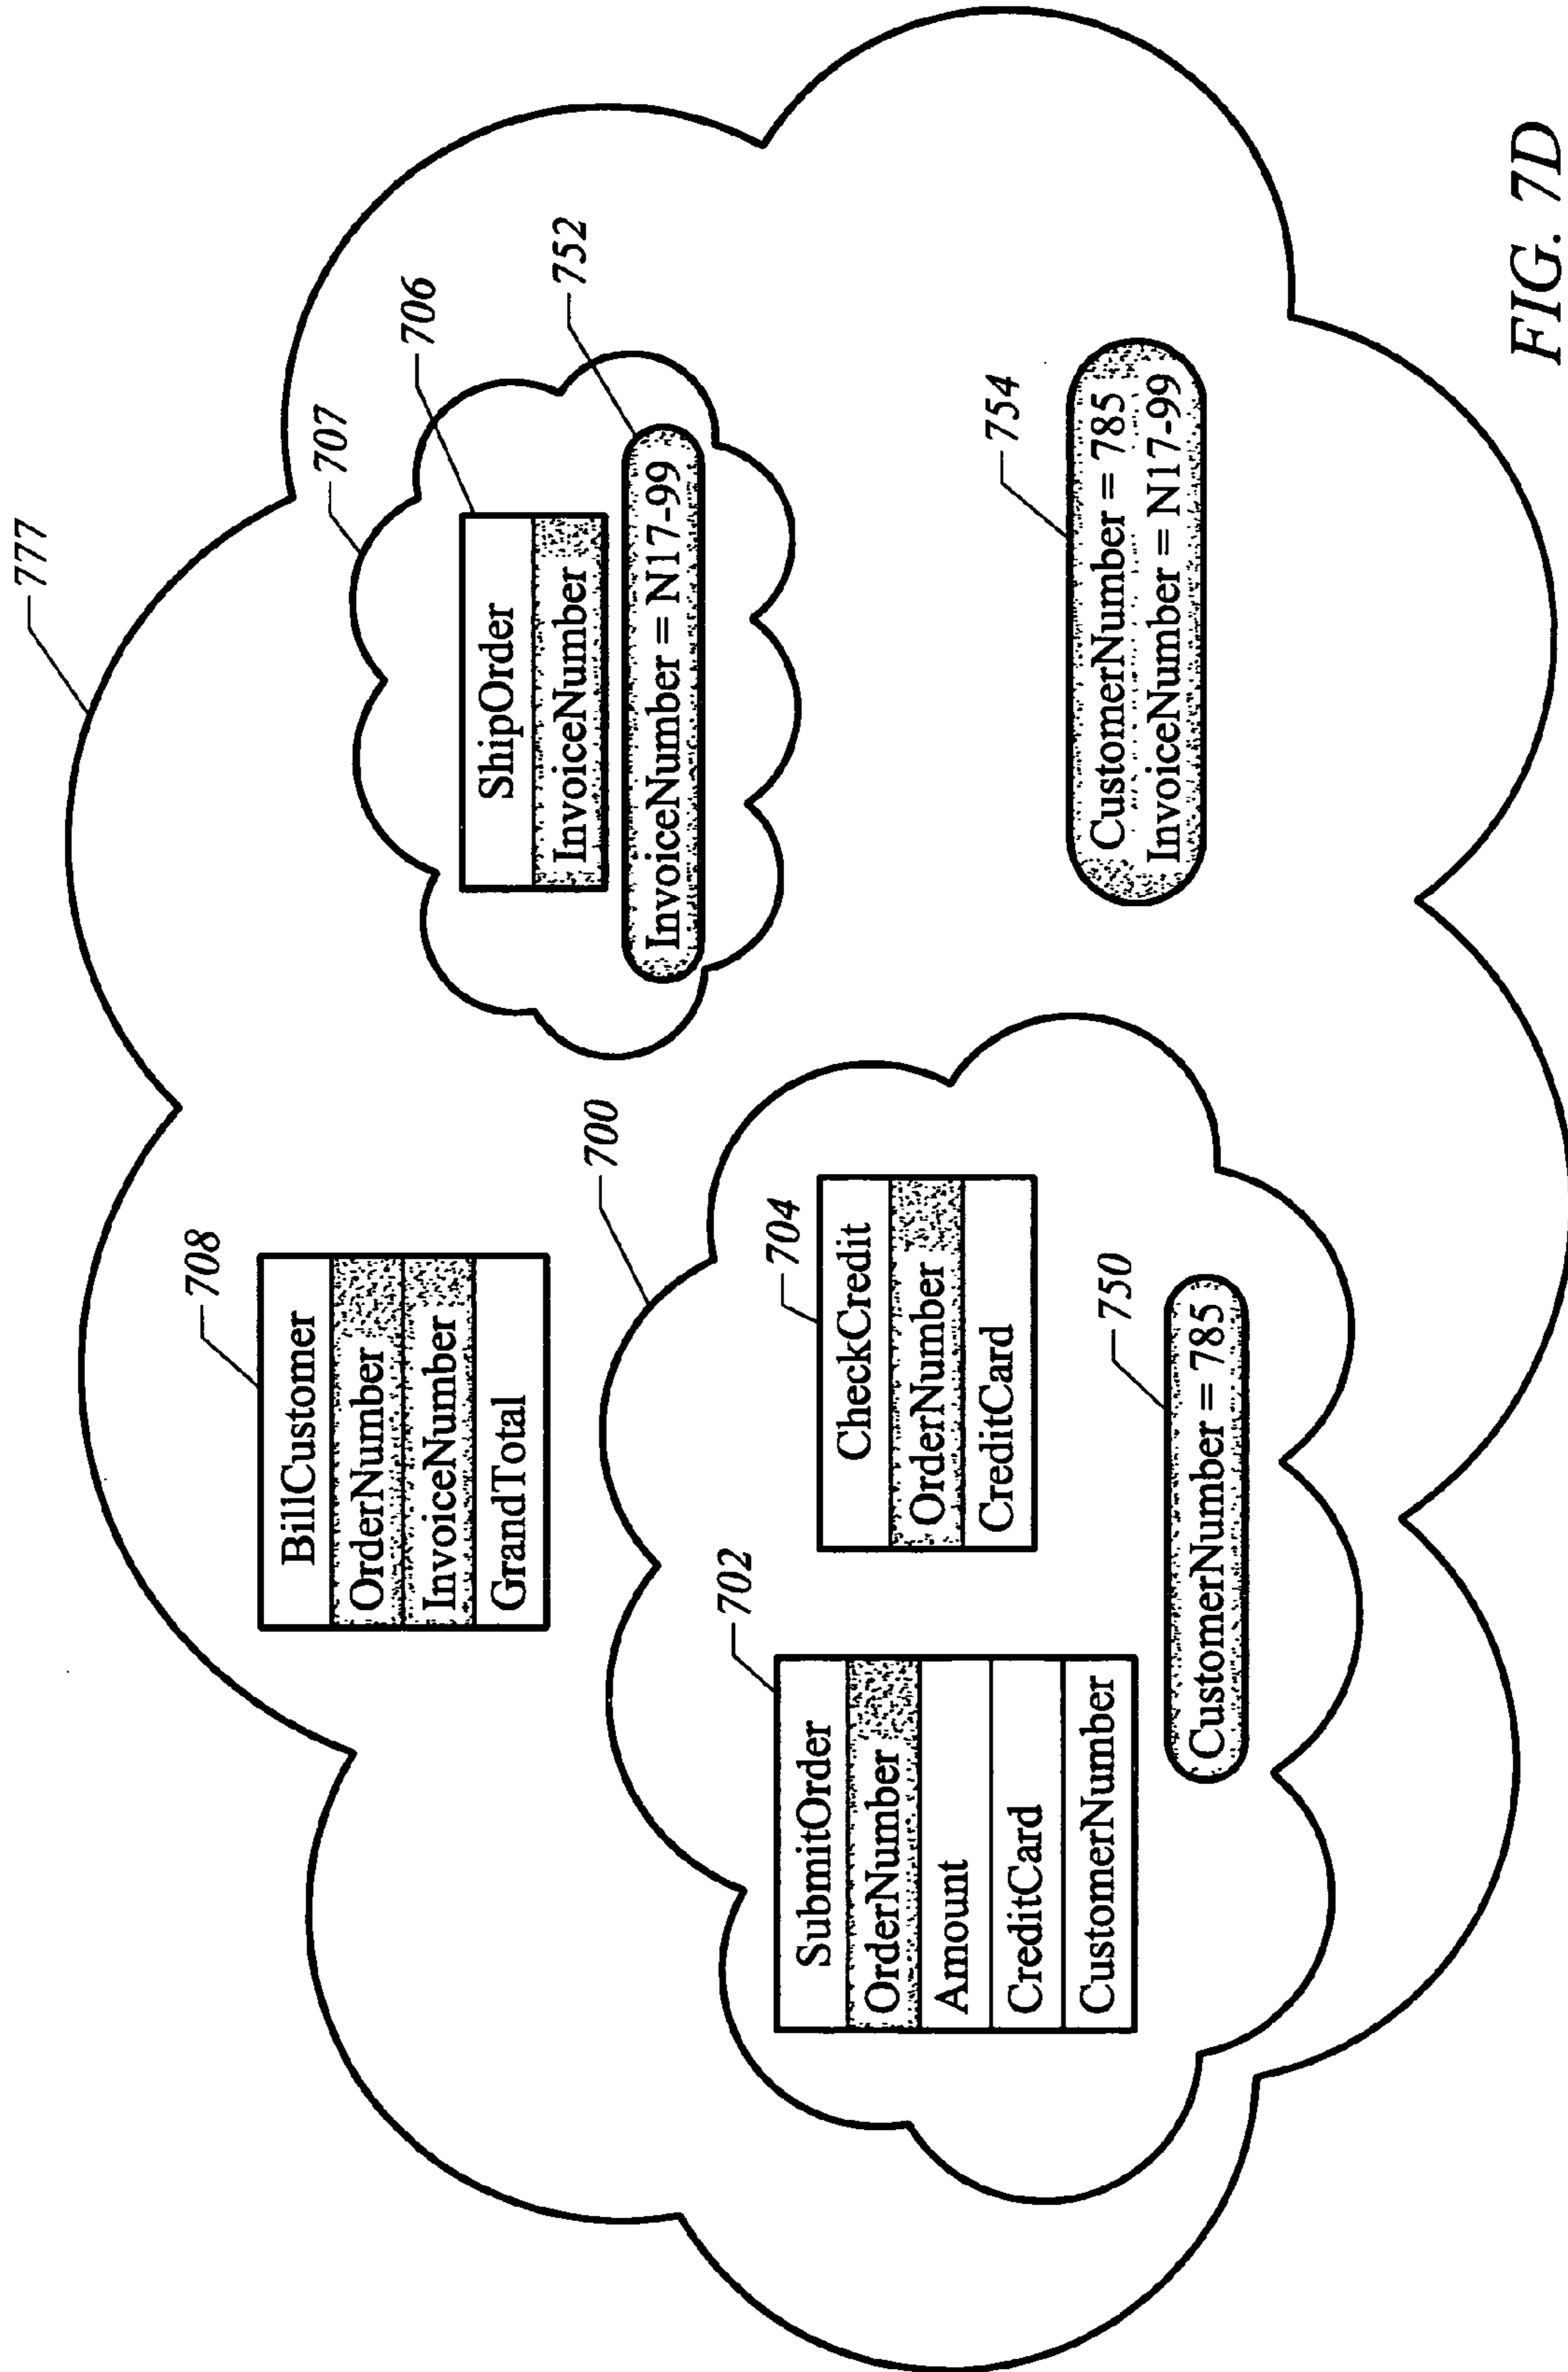 777
708
BillCustomer
OrderNumber
InvoiceNumber
GrandTotal
707
706
752
ShipOrder
InvoiceNumber
InvoiceNumber = N17-99
700
702
SubmitOrder
OrderNumber
Amount
CreditCard
CustomerNumber
704
CheckCredit
OrderNumber
CreditCard
750
CustomerNumber = 785
754
CustomerNumber = 785
InvoiceNumber = N17-99
FIG. 7D